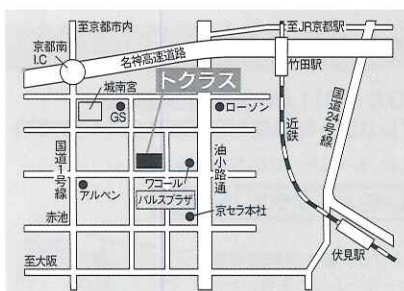 至京都市内
至JR京都駅
京都南
I.C
名神高速道路
竹田駅
城南宮
トクラス
GS
ローソン
国道24号線
近鉄
国道1号線
油小路通
ワコール
アルペン
パルスプラザ
赤池
京セラ本社
至大阪
伏見駅